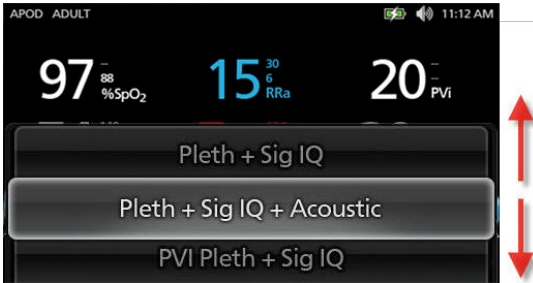 APOD ADULT 11:12 AM
97 – 88 %SpO2 15 30 6 RRa 20 – – PVi
Pleth + Sig IQ
Pleth + Sig IQ + Acoustic
PVI Pleth + Sig IQ